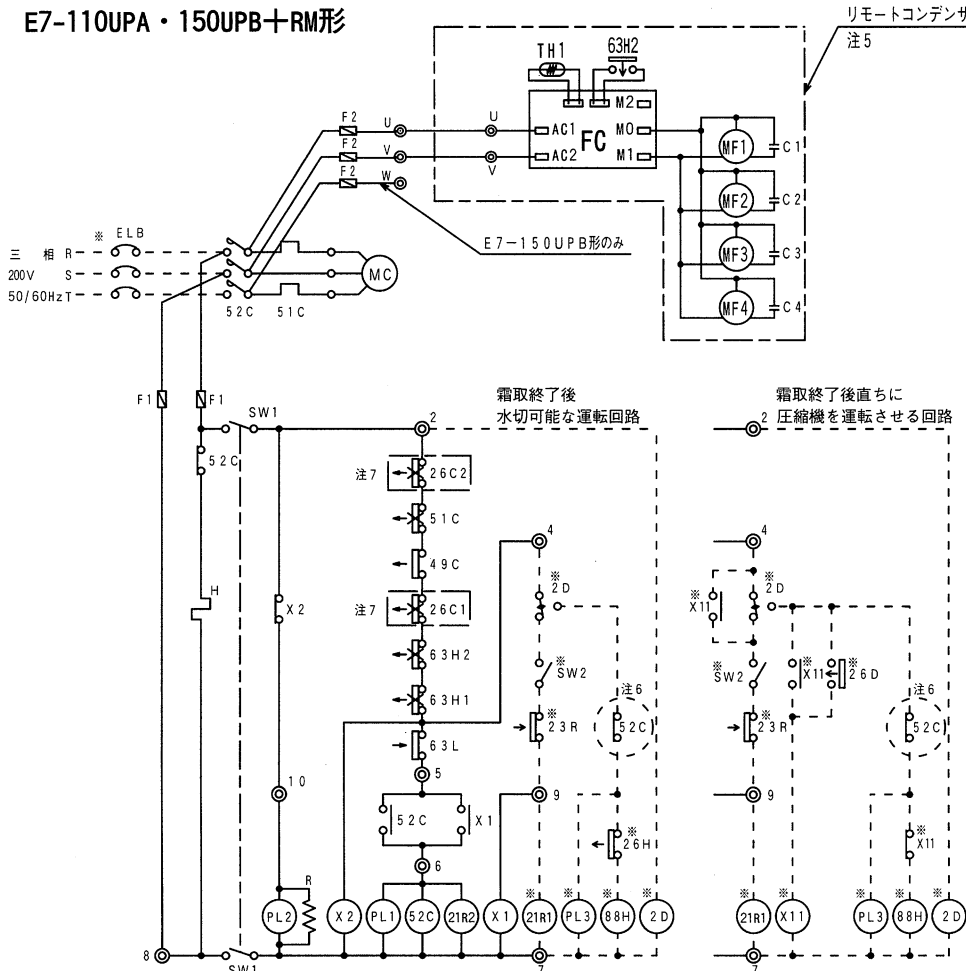 E7-110UPA・150UPB＋RM形
リモートコンデンサ
注5
TH1
63H2
M2
AC1
FC
M0
AC2
M1
MF1
C1
MF2
C2
MF3
C3
MF4
C4
F2
U
U
F2
V
V
F2
W
E7-150UPB形のみ
※ ELB
三 相 R
200V S
50/60Hz T
52C
51C
MC
F1
F1
SW1
52C
H
X2
10
2
注7
26C2
51C
49C
注7
26C1
63H2
63H1
63L
5
52C
X1
6
霜取終了後
水切可能な運転回路
4
※
2D
※
SW2
※
23R
注6
52C
9
※
26H
霜取終了後直ちに
圧縮機を運転させる回路
2
4
※
X11
※
2D
※
SW2
※
X11
※
26D
※
23R
注6
52C
9
※
X11
R
PL2
X2
PL1
52C
21R2
X1
※
21R1
※
PL3
※
88H
※
2D
7
※
21R1
※
X11
※
PL3
※
88H
※
2D
7
8
SW1